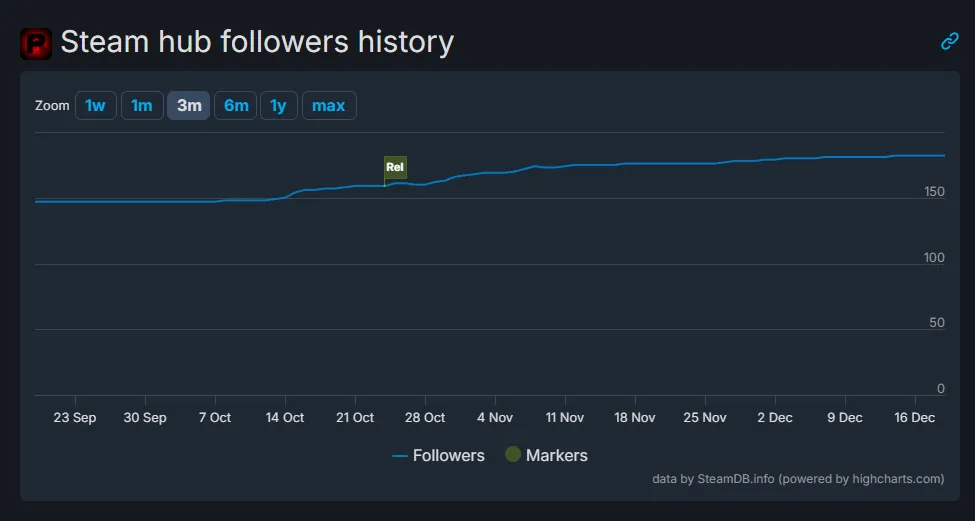 Steam hub followers history
Zoom 1w 1m 3m 6m 1y max
Rel
150
100
50
0
23 Sep 30 Sep 7 Oct 14 Oct 21 Oct 28 Oct 4 Nov 11 Nov 18 Nov 25 Nov 2 Dec 9 Dec 16 Dec
Followers Markers
data by SteamDB.info (powered by highcharts.com)